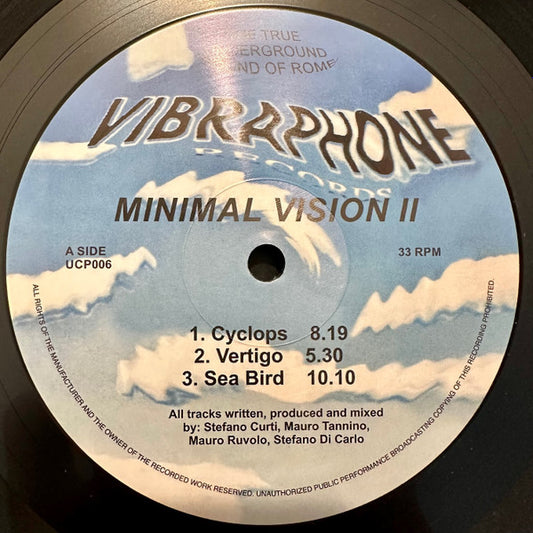 TRUE
UNDERGROUND
SOUND OF ROME
VIBRAPHONE
RECORDS
MINIMAL VISION II
A SIDE
UCP006
33 RPM
1. Cyclops 8.19
2. Vertigo 5.30
3. Sea Bird 10.10
All tracks written, produced and mixed
by: Stefano Curti, Mauro Tannino,
Mauro Ruvolo, Stefano Di Carlo
ALL RIGHTS OF THE MANUFACTURER AND THE OWNER OF THE RECORDED WORK RESERVED. UNAUTHORIZED PUBLIC PERFORMANCE BROADCASTING COPYING OF THIS RECORDING PROHIBITED.